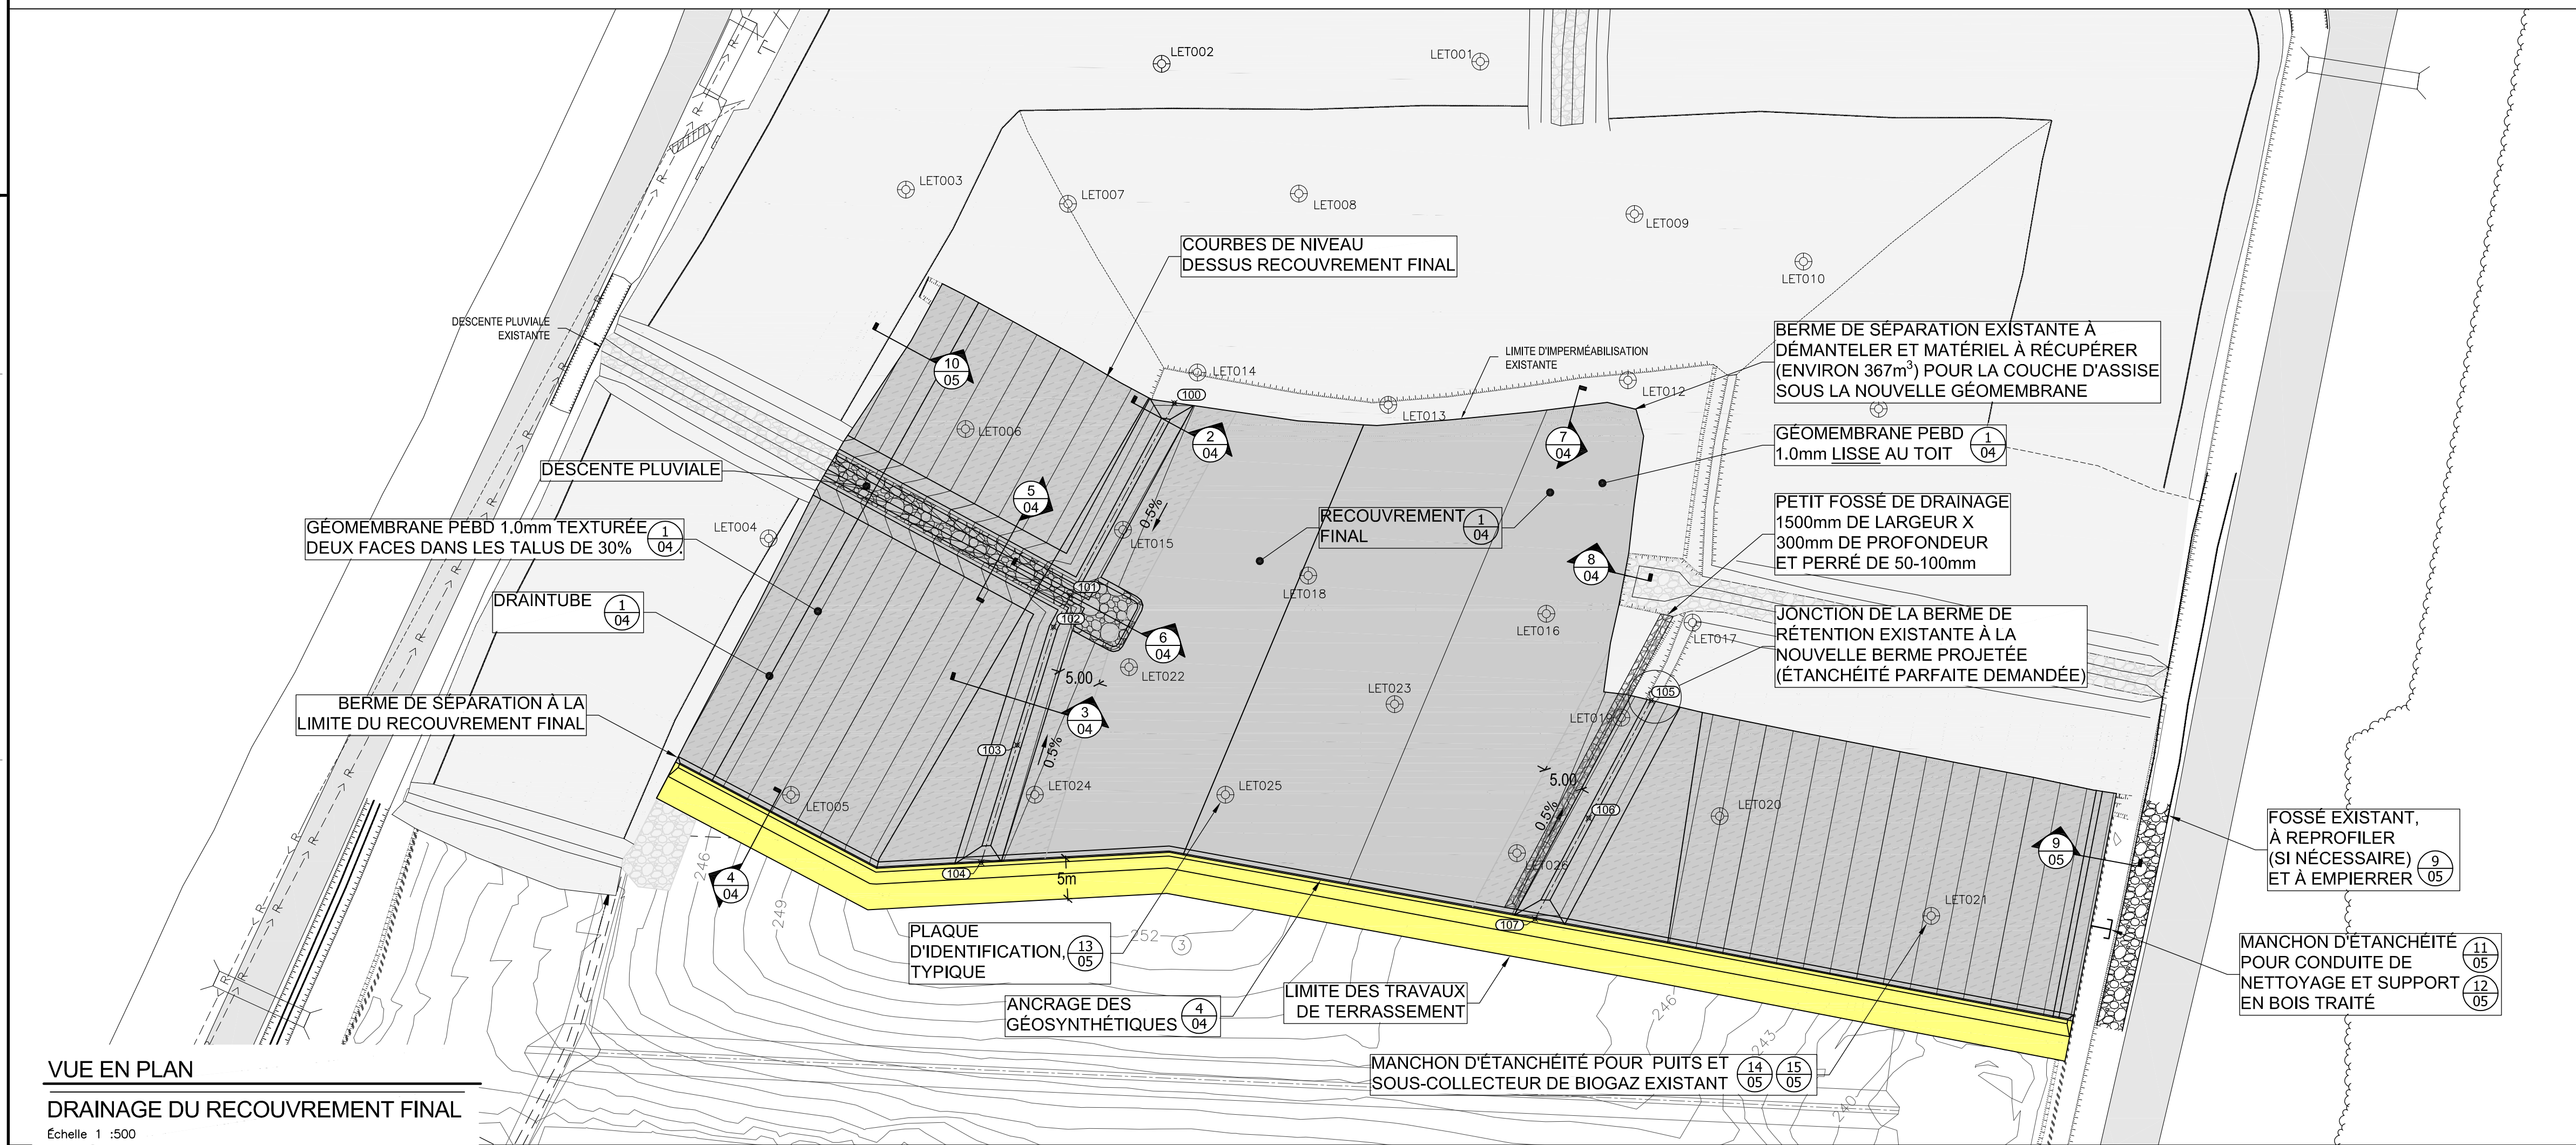 LET002
LET001
LET003
LET007
LET008
LET009
LET010
COURBES DE NIVEAU
DESSUS RECOUVREMENT FINAL
DESCENTE PLUVIALE
EXISTANTE
10
05
LET014
100
LIMITE D'IMPERMÉABILISATION
EXISTANTE
LET012
LET013
BERME DE SÉPARATION EXISTANTE À
DÉMANTELER ET MATÉRIEL À RÉCUPÉRER
(ENVIRON 367m³) POUR LA COUCHE D'ASSISE
SOUS LA NOUVELLE GÉOMEMBRANE
LET006
2
04
7
04
GÉOMEMBRANE PEBD
1.0mm LISSE AU TOIT
1
04
DESCENTE PLUVIALE
5
04
0.5%
LET015
RECOUVREMENT
FINAL
1
04
PETIT FOSSÉ DE DRAINAGE
1500mm DE LARGEUR X
300mm DE PROFONDEUR
ET PERRÉ DE 50-100mm
GÉOMEMBRANE PEBD 1.0mm TEXTURÉE
DEUX FACES DANS LES TALUS DE 30%
1
04
LET004
8
04
101
LET018
DRAINTUBE
1
04
102
6
04
LET016
LET017
JONCTION DE LA BERME DE
RÉTENTION EXISTANTE À LA
NOUVELLE BERME PROJETÉE
(ÉTANCHÉITÉ PARFAITE DEMANDÉE)
5.00
LET022
105
BERME DE SÉPARATION À LA
LIMITE DU RECOUVREMENT FINAL
3
04
LET023
LET019
103
0.5%
5.00
LET005
LET024
LET025
0.5%
106
LET020
FOSSÉ EXISTANT,
À REPROFILER
(SI NÉCESSAIRE)
ET À EMPIERRER
9
05
9
05
246
4
04
104
5m
LET026
249
107
LET021
PLAQUE
D'IDENTIFICATION,
TYPIQUE
13
05
252
3
MANCHON D'ÉTANCHÉITÉ
POUR CONDUITE DE
NETTOYAGE ET SUPPORT
EN BOIS TRAITÉ
11
05
12
05
ANCRAGE DES
GÉOSYNTHÉTIQUES
4
04
LIMITE DES TRAVAUX
DE TERRASSEMENT
246
243
MANCHON D'ÉTANCHÉITÉ POUR PUITS ET
SOUS-COLLECTEUR DE BIOGAZ EXISTANT
14
05
15
05
240
VUE EN PLAN
DRAINAGE DU RECOUVREMENT FINAL
Échelle 1 :500
R
R
R
R
R
R
R
R
R
R
R
R